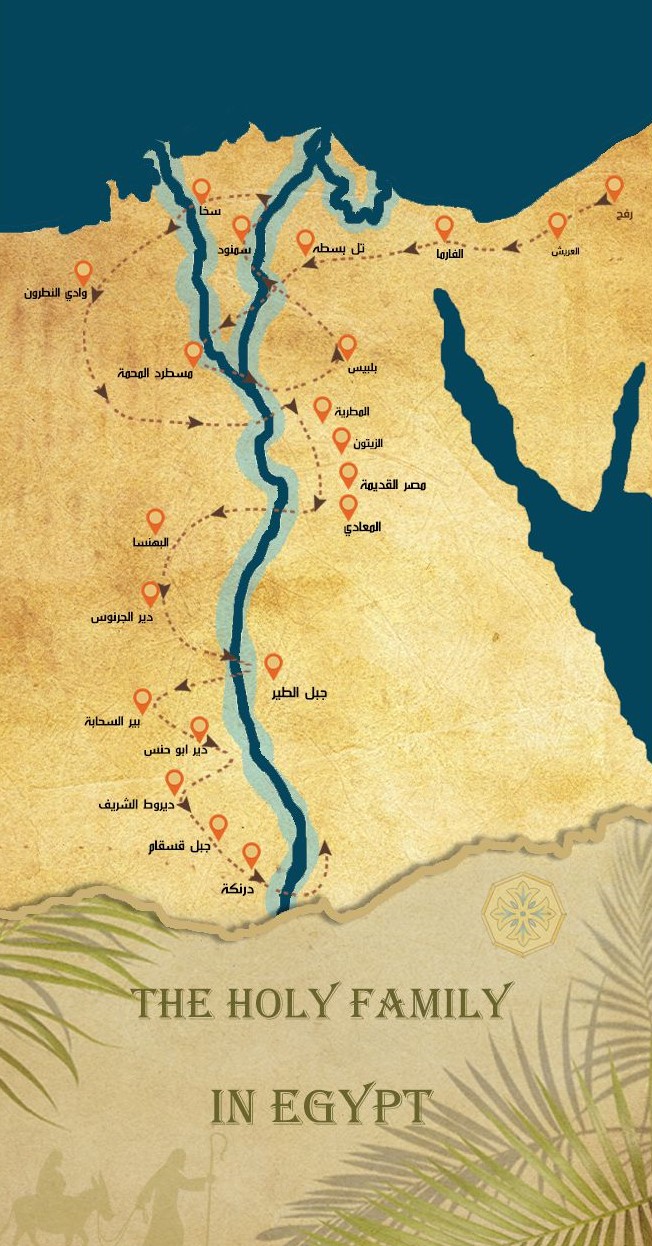 سخا
رفح
سمنود
تل بسطه
الفارما
العريش
وادي النطرون
مسطرد المحمة
بلبيس
المطرية
الزيتون
مصر القديمة
المعادي
البهنسا
دير الجرنوس
جبل الطير
بير السحابة
دير ابو حنس
ديروط الشريف
جبل قسقام
درنكة
THE HOLY FAMILY
IN EGYPT